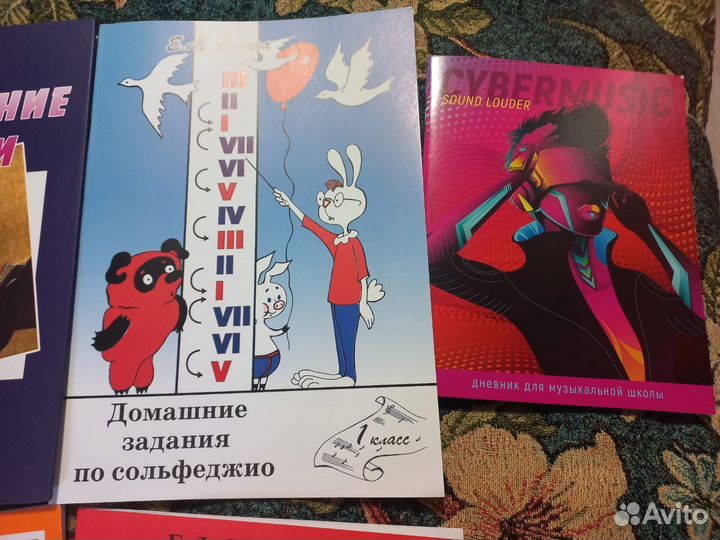 НИЕ
И
III
II
I
VII
VI
V
IV
III
II
I
VII
VI
V
Домашние
задания
по сольфеджио
1 класс
CYBERMUSIC
SOUND LOUDER
дневник для музыкальной школы
Avito